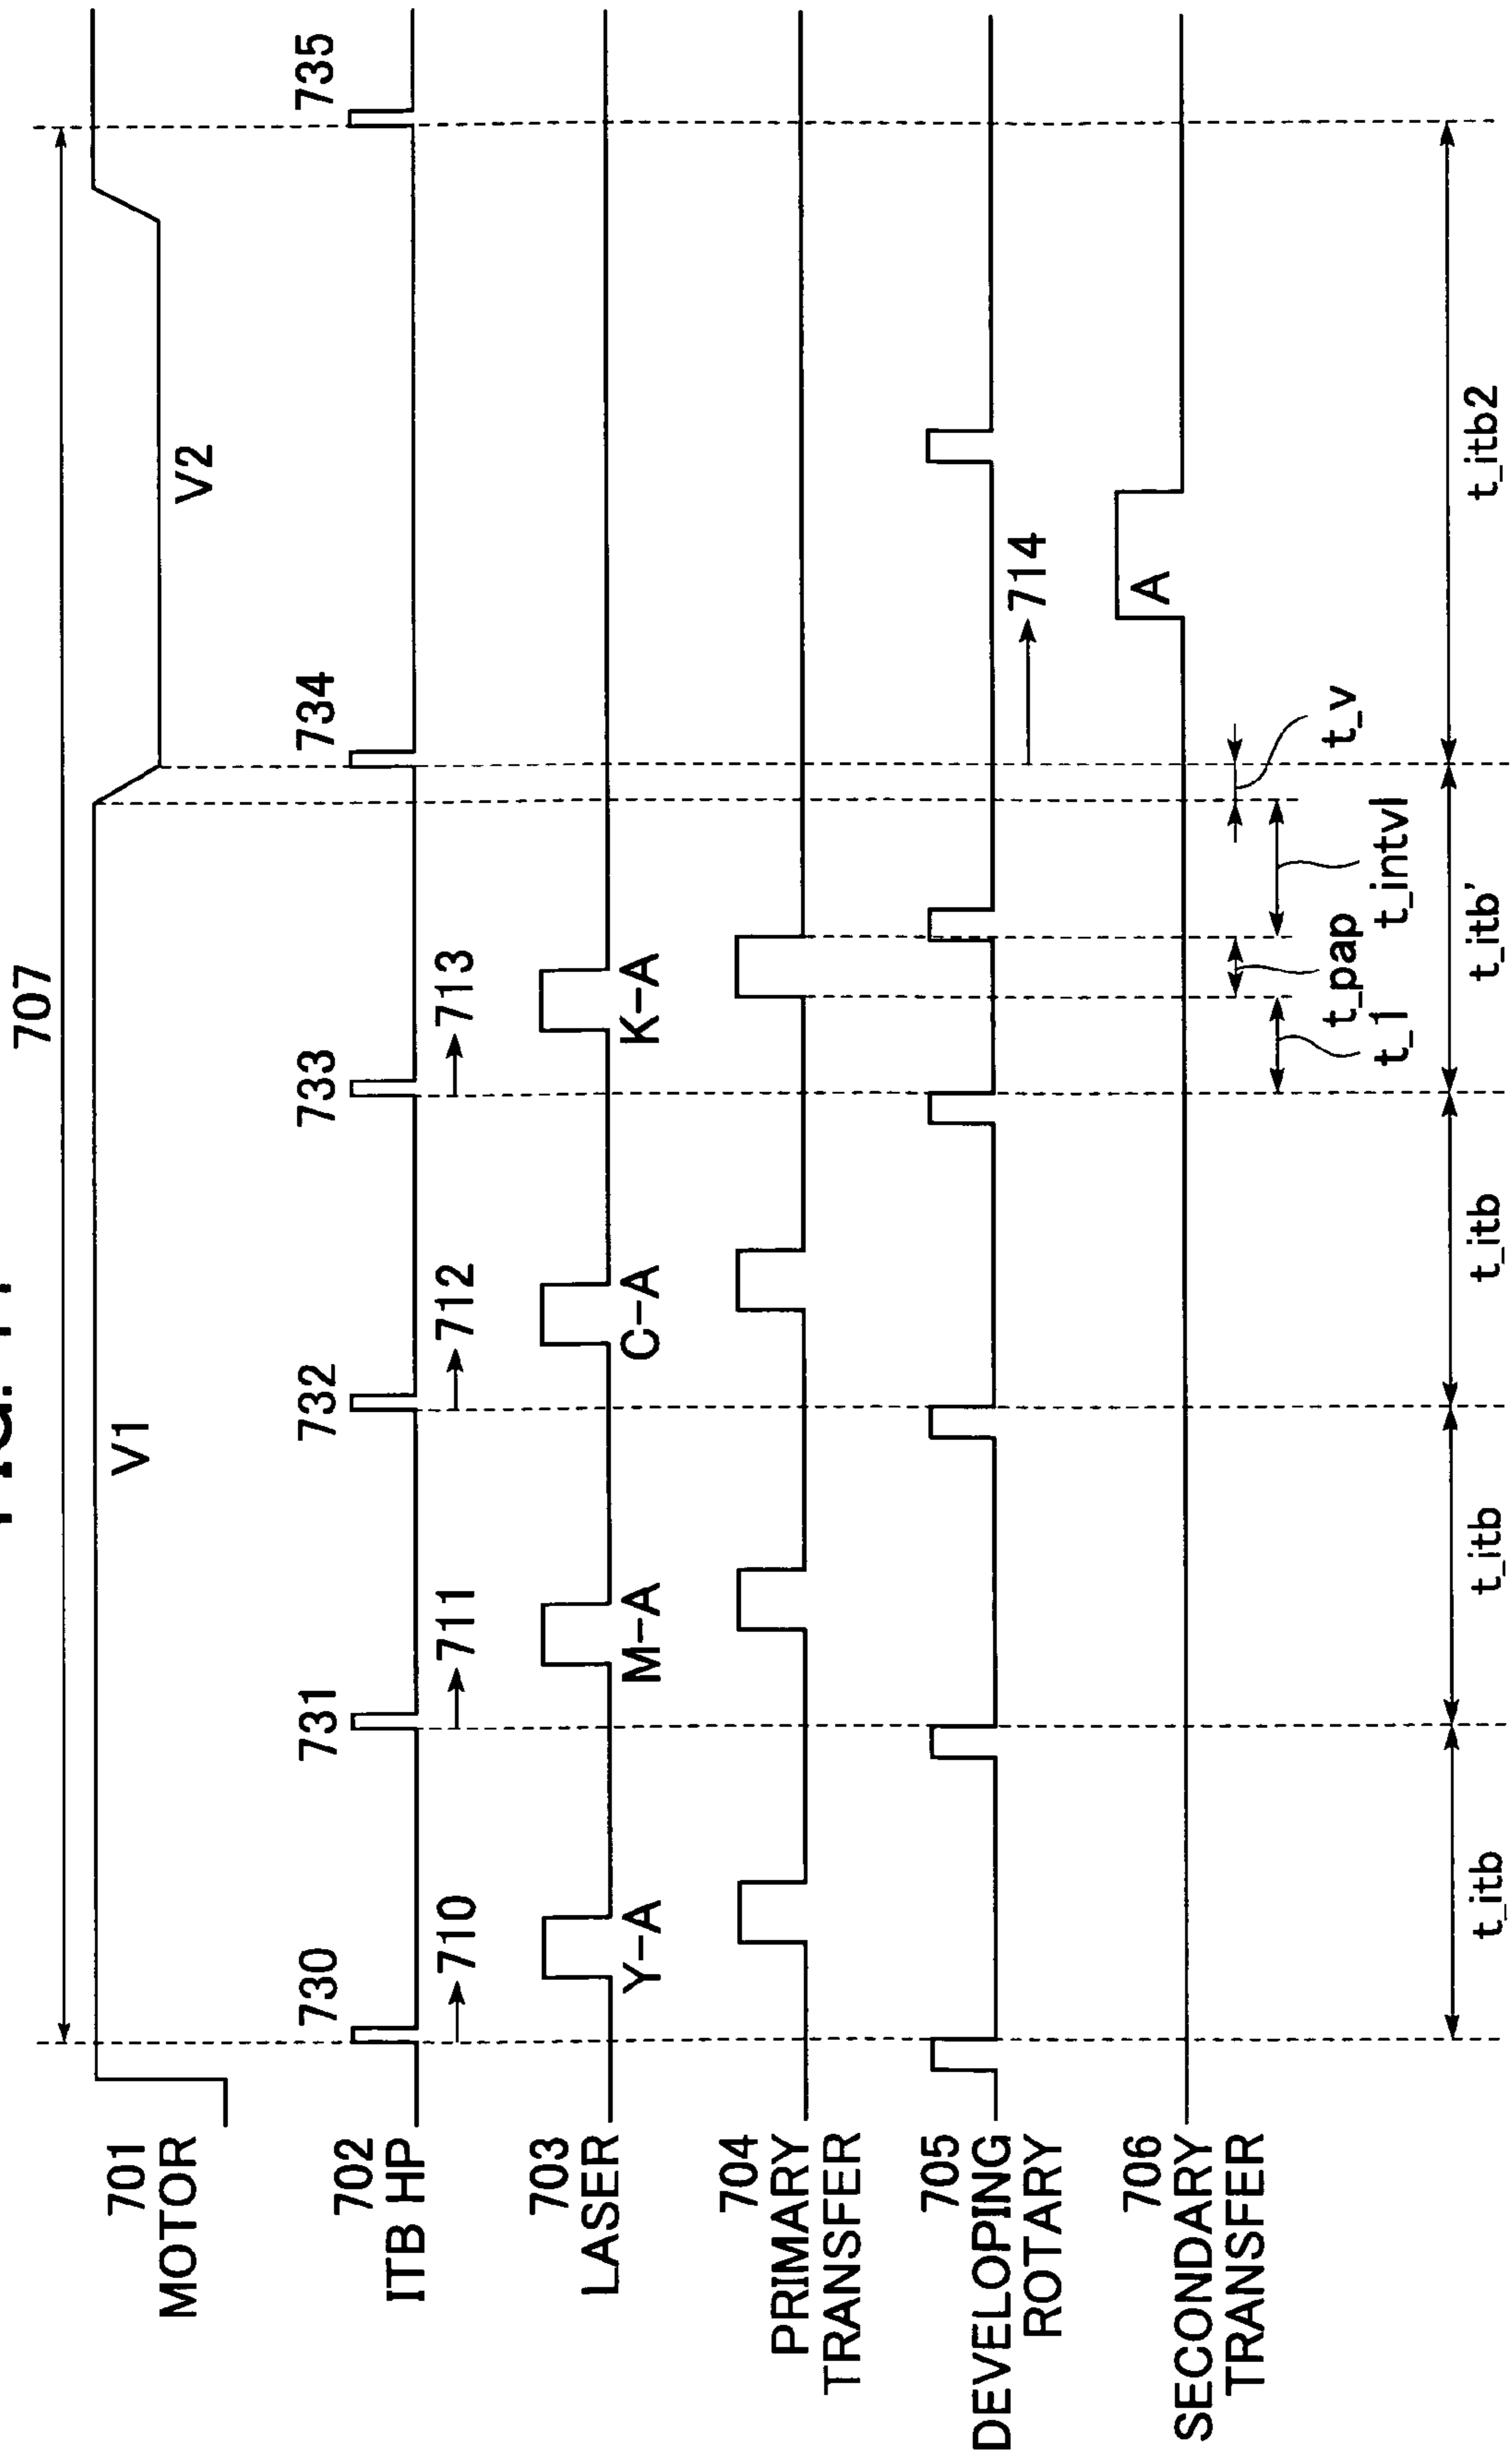 707
701
MOTOR
V1
V2
702
ITB HP
730
731
732
733
734
735
710
711
712
713
703
LASER
Y-A
M-A
C-A
K-A
704
PRIMARY
TRANSFER
705
DEVELOPING
ROTARY
714
706
SECONDARY
TRANSFER
A
t_v
t_pap
t_1 t_intvl
t_itb
t_itb
t_itb
t_itb'
t_itb2